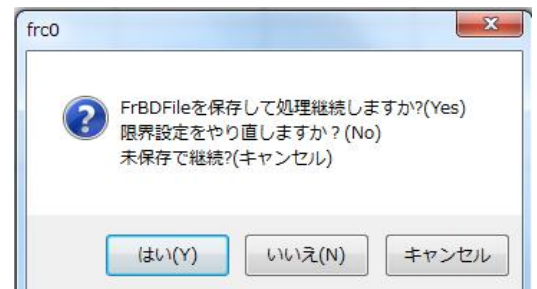 frc0
FrBDFileを保存して処理継続しますか?(Yes)
限界設定をやり直しますか？(No)
未保存で継続?(キャンセル)
はい(Y)
いいえ(N)
キャンセル